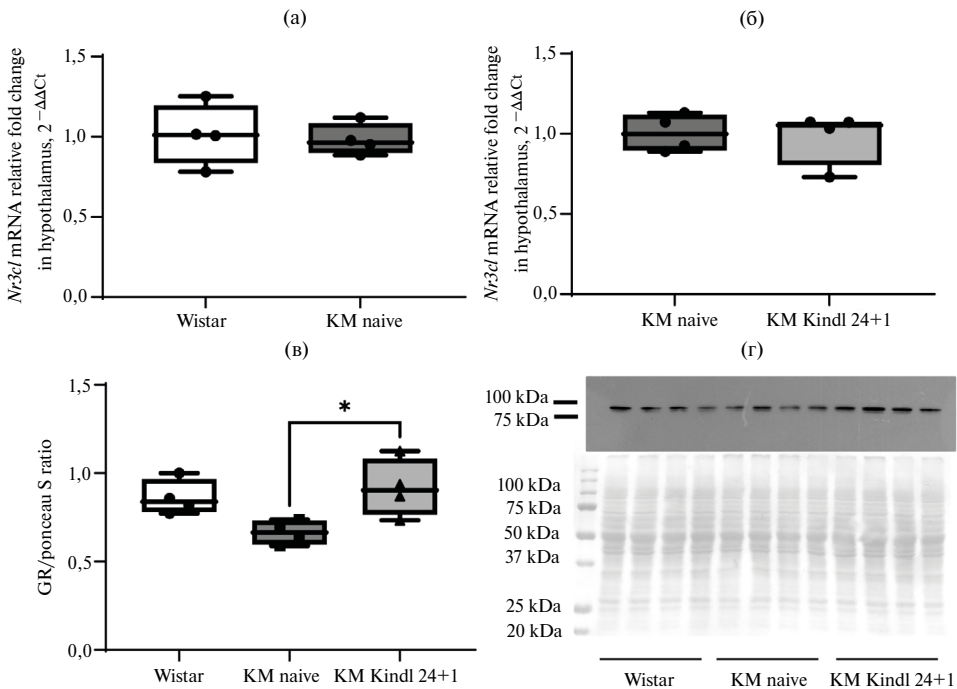 (а)
Nr3cl mRNA relative fold change
in hypothalamus, 2⁻ΔΔCt
1,5
1,0
0,5
0,0
Wistar
KM naive
(б)
Nr3cl mRNA relative fold change
in hypothalamus, 2⁻ΔΔCt
1,5
1,0
0,5
0,0
KM naive
KM Kindl 24+1
(в)
GR/ponceau S ratio
1,5
1,0
0,5
0,0
*
Wistar
KM naive
KM Kindl 24+1
(г)
100 kDa
75 kDa
100 kDa
75 kDa
50 kDa
37 kDa
25 kDa
20 kDa
Wistar
KM naive
KM Kindl 24+1